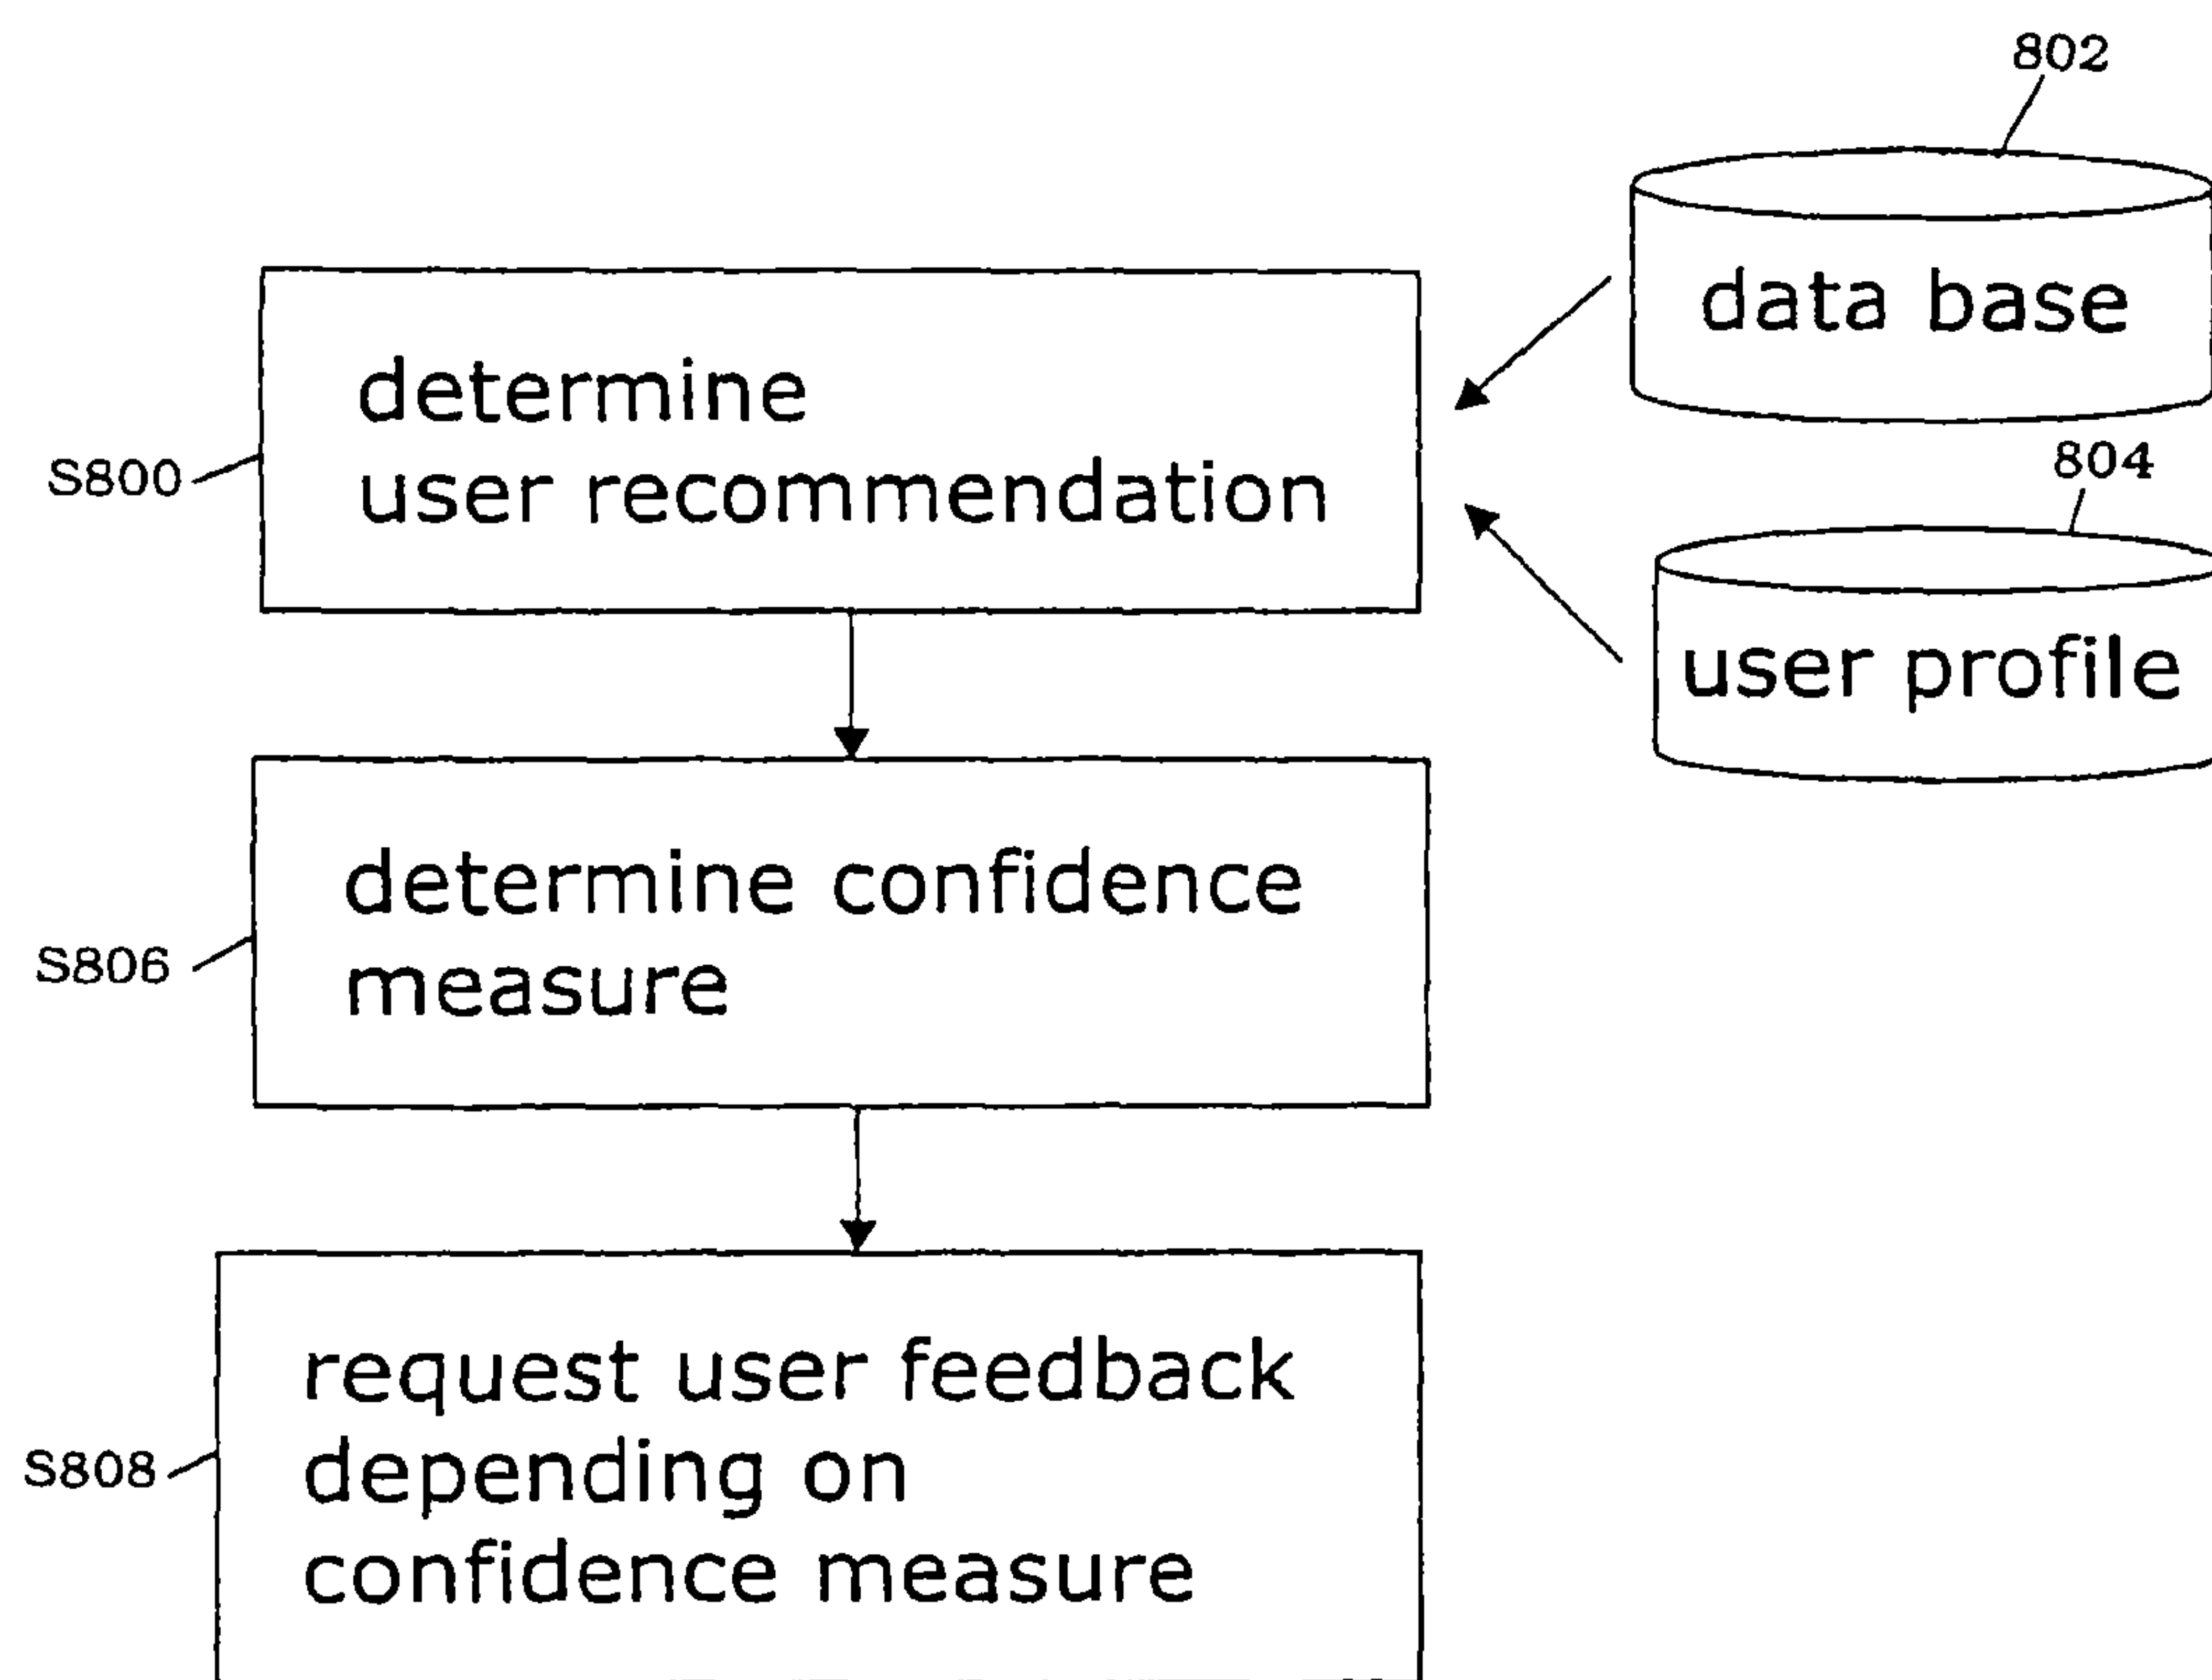 802
data base
determine
user recommendation
S800
804
user profile
determine confidence
measure
S806
request user feedback
depending on
confidence measure
S808